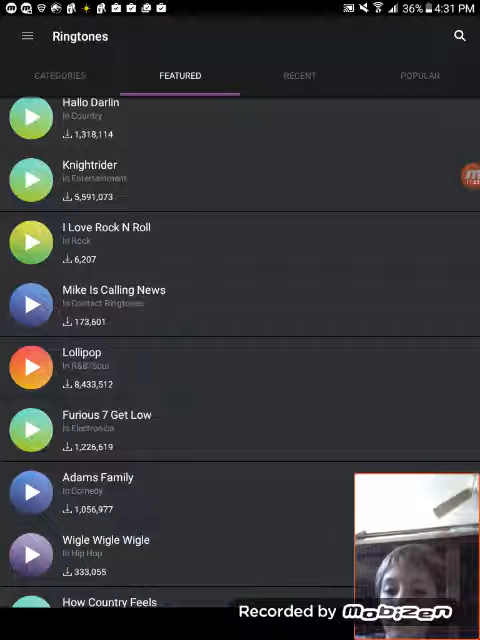 36% 4:31 PM
Ringtones
CATEGORIES
FEATURED
RECENT
POPULAR
Hallo Darlin
In Country
1,318,114
Knightrider
In Entertainment
5,591,073
I Love Rock N Roll
In Rock
6,207
Mike Is Calling News
In Contact Ringtones
173,601
Lollipop
In R&B/Soul
8,433,512
Furious 7 Get Low
In Electronica
1,226,619
Adams Family
In Comedy
1,056,977
Wigle Wigle Wigle
In Hip Hop
333,055
How Country Feels
Recorded by Mobizen